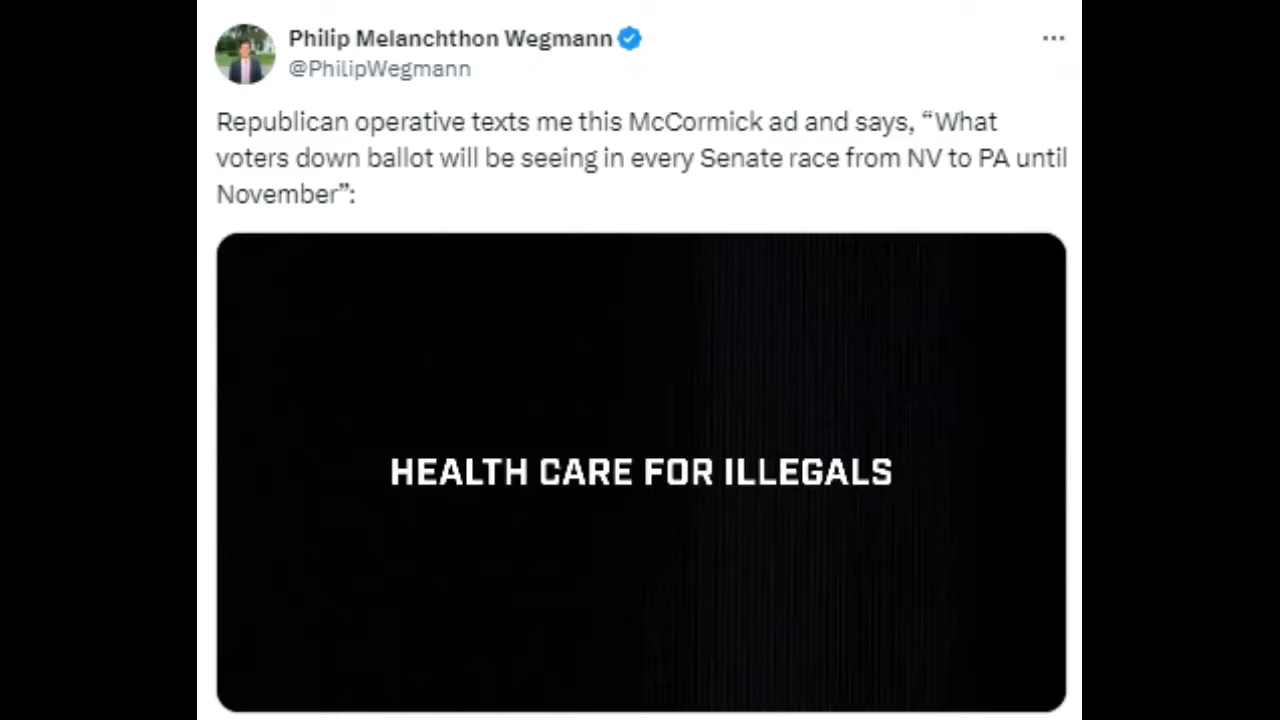 Philip Melanchthon Wegmann
@PhilipWegmann
Republican operative texts me this McCormick ad and says, “What
voters down ballot will be seeing in every Senate race from NV to PA until
November”:
HEALTH CARE FOR ILLEGALS